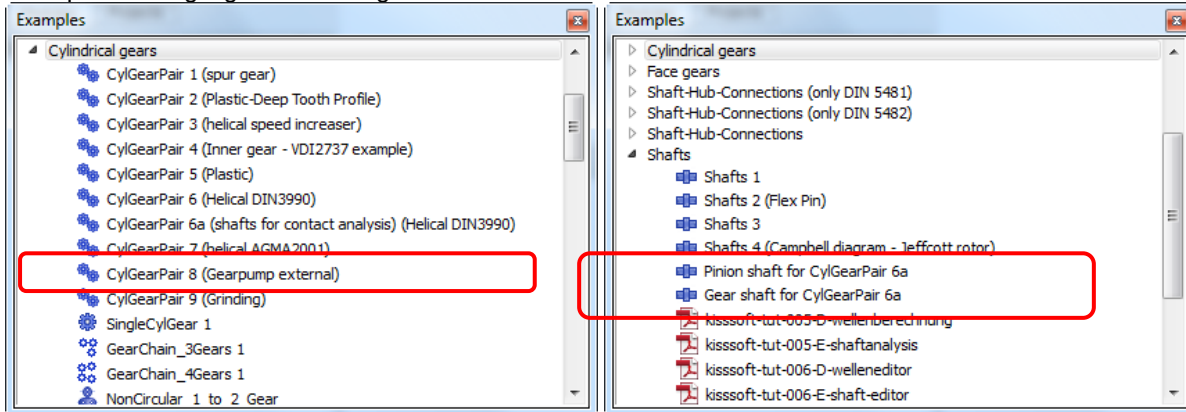 Examples
Cylindrical gears
CylGearPair 1 (spur gear)
CylGearPair 2 (Plastic-Deep Tooth Profile)
CylGearPair 3 (helical speed increaser)
CylGearPair 4 (Inner gear - VDI2737 example)
CylGearPair 5 (Plastic)
CylGearPair 6 (Helical DIN3990)
CylGearPair 6a (shafts for contact analysis) (Helical DIN3990)
CylGearPair 7 (helical AGMA2001)
CylGearPair 8 (Gearpump external)
CylGearPair 9 (Grinding)
SingleCylGear 1
GearChain_3Gears 1
GearChain_4Gears 1
NonCircular_1_to_2_Gear
Examples
Cylindrical gears
Face gears
Shaft-Hub-Connections (only DIN 5481)
Shaft-Hub-Connections (only DIN 5482)
Shaft-Hub-Connections
Shafts
Shafts 1
Shafts 2 (Flex Pin)
Shafts 3
Shafts 4 (Campbell diagram - Jeffcott rotor)
Pinion shaft for CylGearPair 6a
Gear shaft for CylGearPair 6a
kisssoft-tut-005-D-wellenberechnung
kisssoft-tut-005-E-shaftanalysis
kisssoft-tut-006-D-welleneditor
kisssoft-tut-006-E-shaft-editor